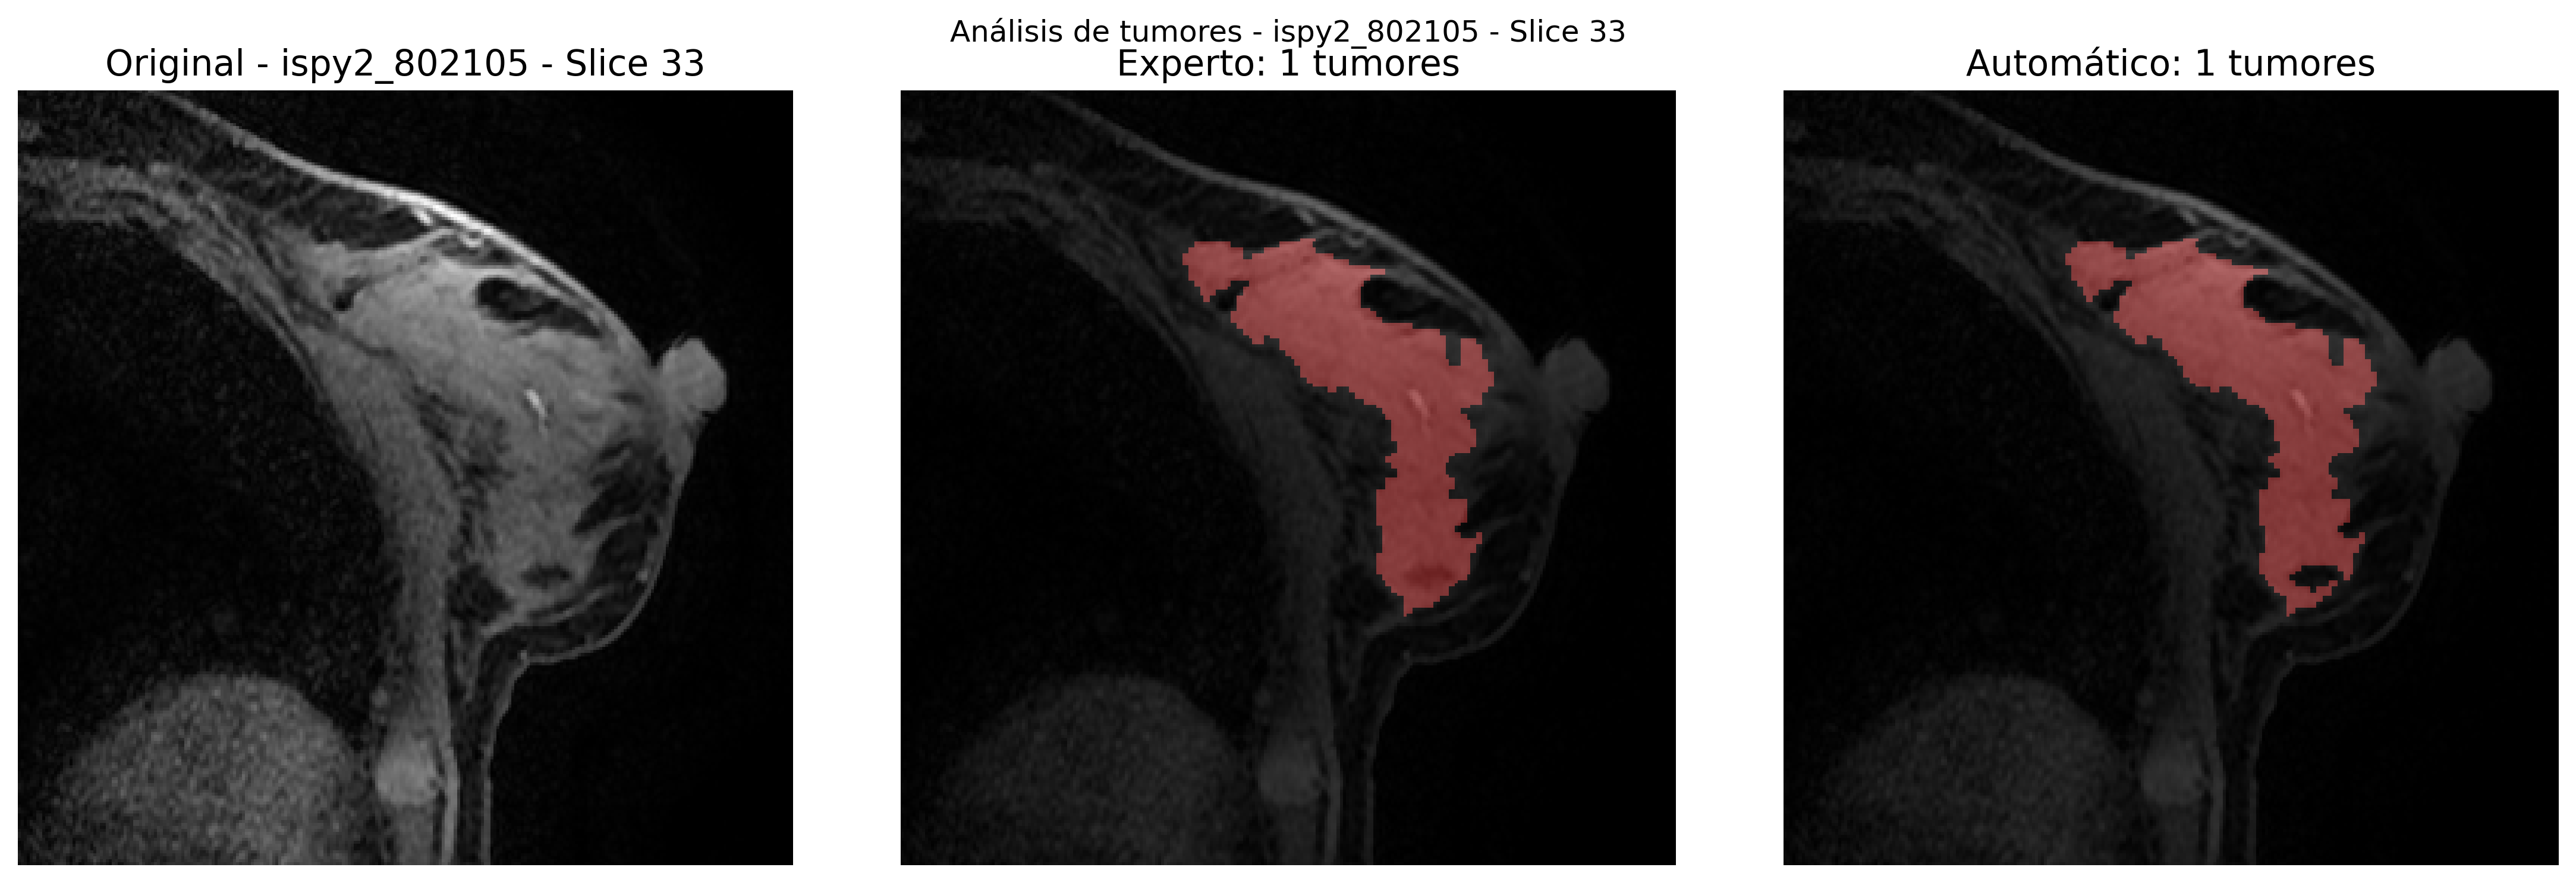 Análisis de tumores - ispy2_802105 - Slice 33
Original - ispy2_802105 - Slice 33
Experto: 1 tumores
Automático: 1 tumores